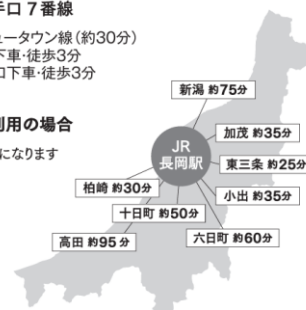 手口 7番線
ュータウン線（約30分）
下車・徒歩3分
口下車・徒歩3分
利用の場合
になります
新潟 約75分
加茂 約35分
JR
長岡駅
東三条 約25分
柏崎 約30分
小出 約35分
十日町 約50分
六日町 約60分
高田 約95分